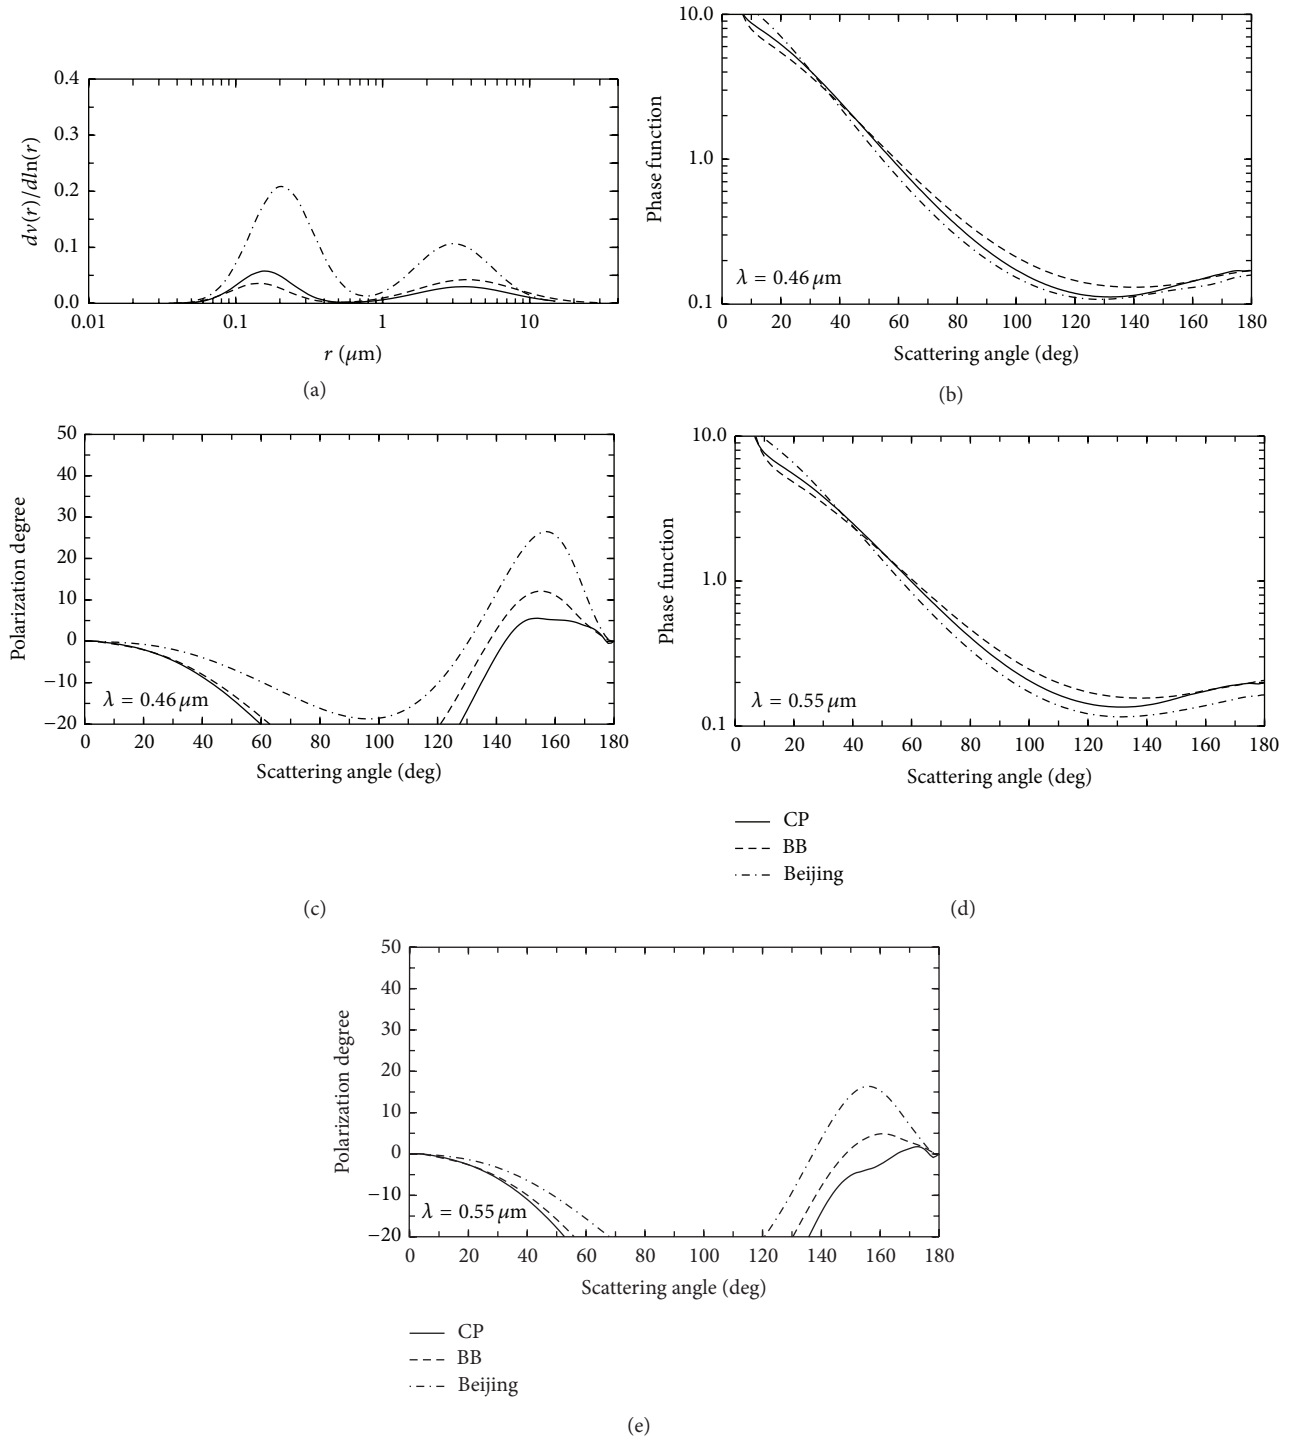 0.4
0.3
0.2
0.1
0.0
dv(r)/dln(r)
0.01 0.1 1 10
r (μm)
(a)
10.0
1.0
0.1
Phase function
λ = 0.46 μm
0 20 40 60 80 100 120 140 160 180
Scattering angle (deg)
(b)
50
40
30
20
10
0
−10
−20
Polarization degree
λ = 0.46 μm
0 20 40 60 80 100 120 140 160 180
Scattering angle (deg)
(c)
10.0
1.0
0.1
Phase function
λ = 0.55 μm
0 20 40 60 80 100 120 140 160 180
Scattering angle (deg)
CP
BB
Beijing
(d)
50
40
30
20
10
0
−10
−20
Polarization degree
λ = 0.55 μm
0 20 40 60 80 100 120 140 160 180
Scattering angle (deg)
CP
BB
Beijing
(e)